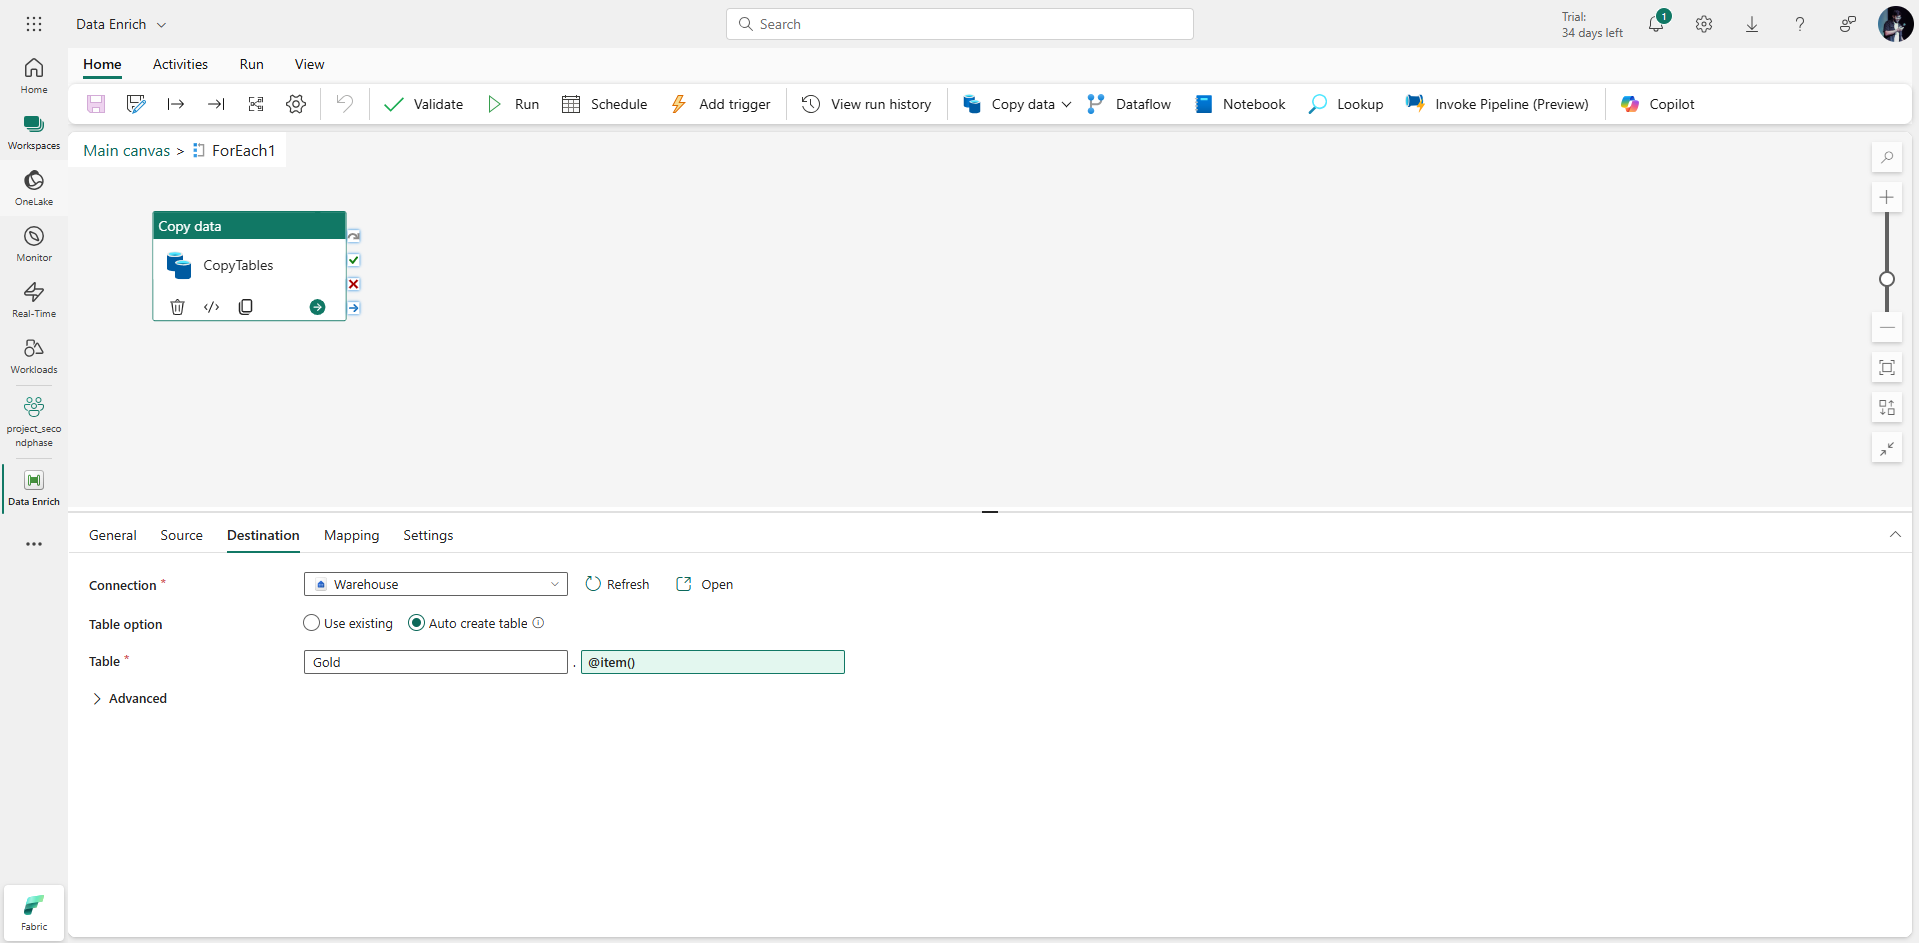 Data Enrich
Search
Trial:
34 days left
1
Home
Workspaces
OneLake
Monitor
Real-Time
Workloads
project_seco
ndphase
Data Enrich
Fabric
Home Activities Run View
Validate Run Schedule Add trigger View run history Copy data Dataflow Notebook Lookup Invoke Pipeline (Preview) Copilot
Main canvas > ForEach1
Copy data
CopyTables
General Source Destination Mapping Settings
Connection * Warehouse Refresh Open
Table option Use existing Auto create table
Table * Gold . @item()
Advanced